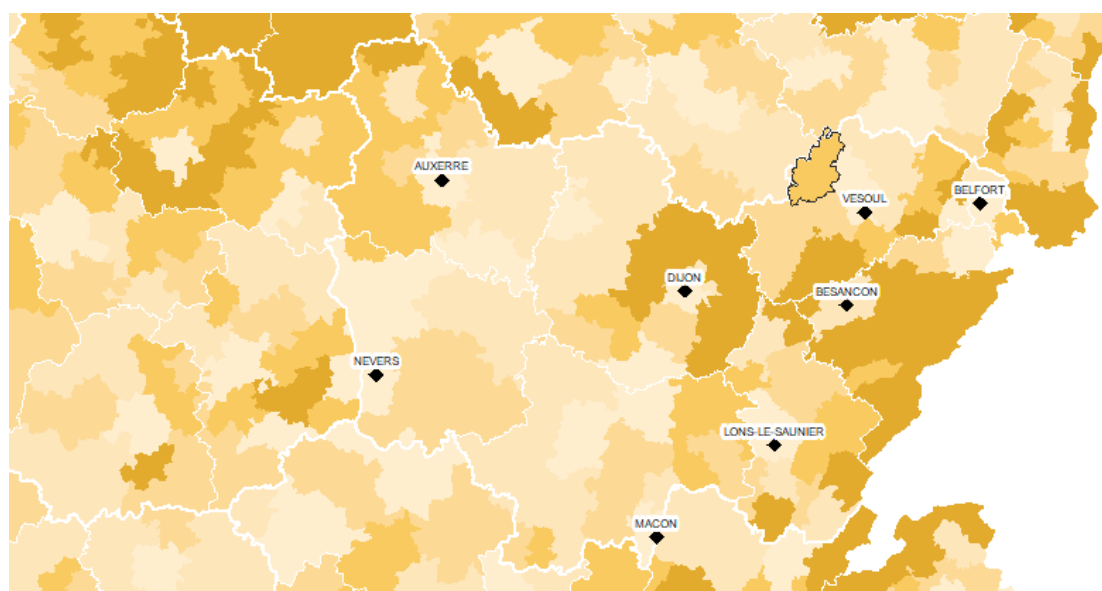 AUXERRE
BELFORT
VESOUL
DIJON
BESANCON
NEVERS
LONS-LE-SAUNIER
MACON